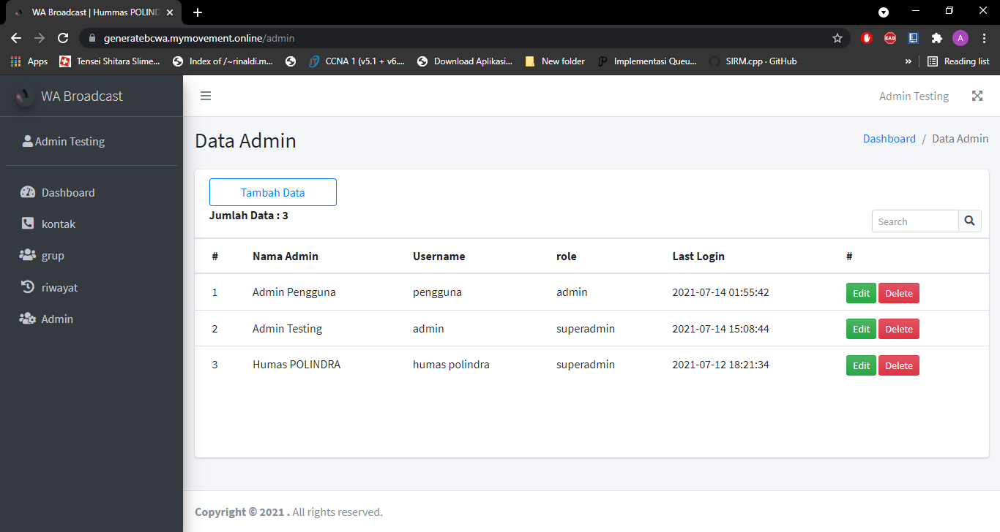 WA Broadcast | Hummas POLIND
generatebcwa.mymovement.online/admin
EAB
A
Apps
Tensei Shitara Slime...
Index of /~rinaldi.m...
CCNA 1 (v5.1 + v6....
Download Aplikasi...
New folder
Implementasi Queu...
SIRM.cpp · GitHub
»
Reading list
WA Broadcast
Admin Testing
Dashboard
kontak
grup
riwayat
Admin
Admin Testing
Data Admin
Dashboard / Data Admin
Tambah Data
Jumlah Data : 3
Search
# Nama Admin Username role Last Login #
1 Admin Pengguna pengguna admin 2021-07-14 01:55:42 Edit Delete
2 Admin Testing admin superadmin 2021-07-14 15:08:44 Edit Delete
3 Humas POLINDRA humas polindra superadmin 2021-07-12 18:21:34 Edit Delete
Copyright © 2021 . All rights reserved.